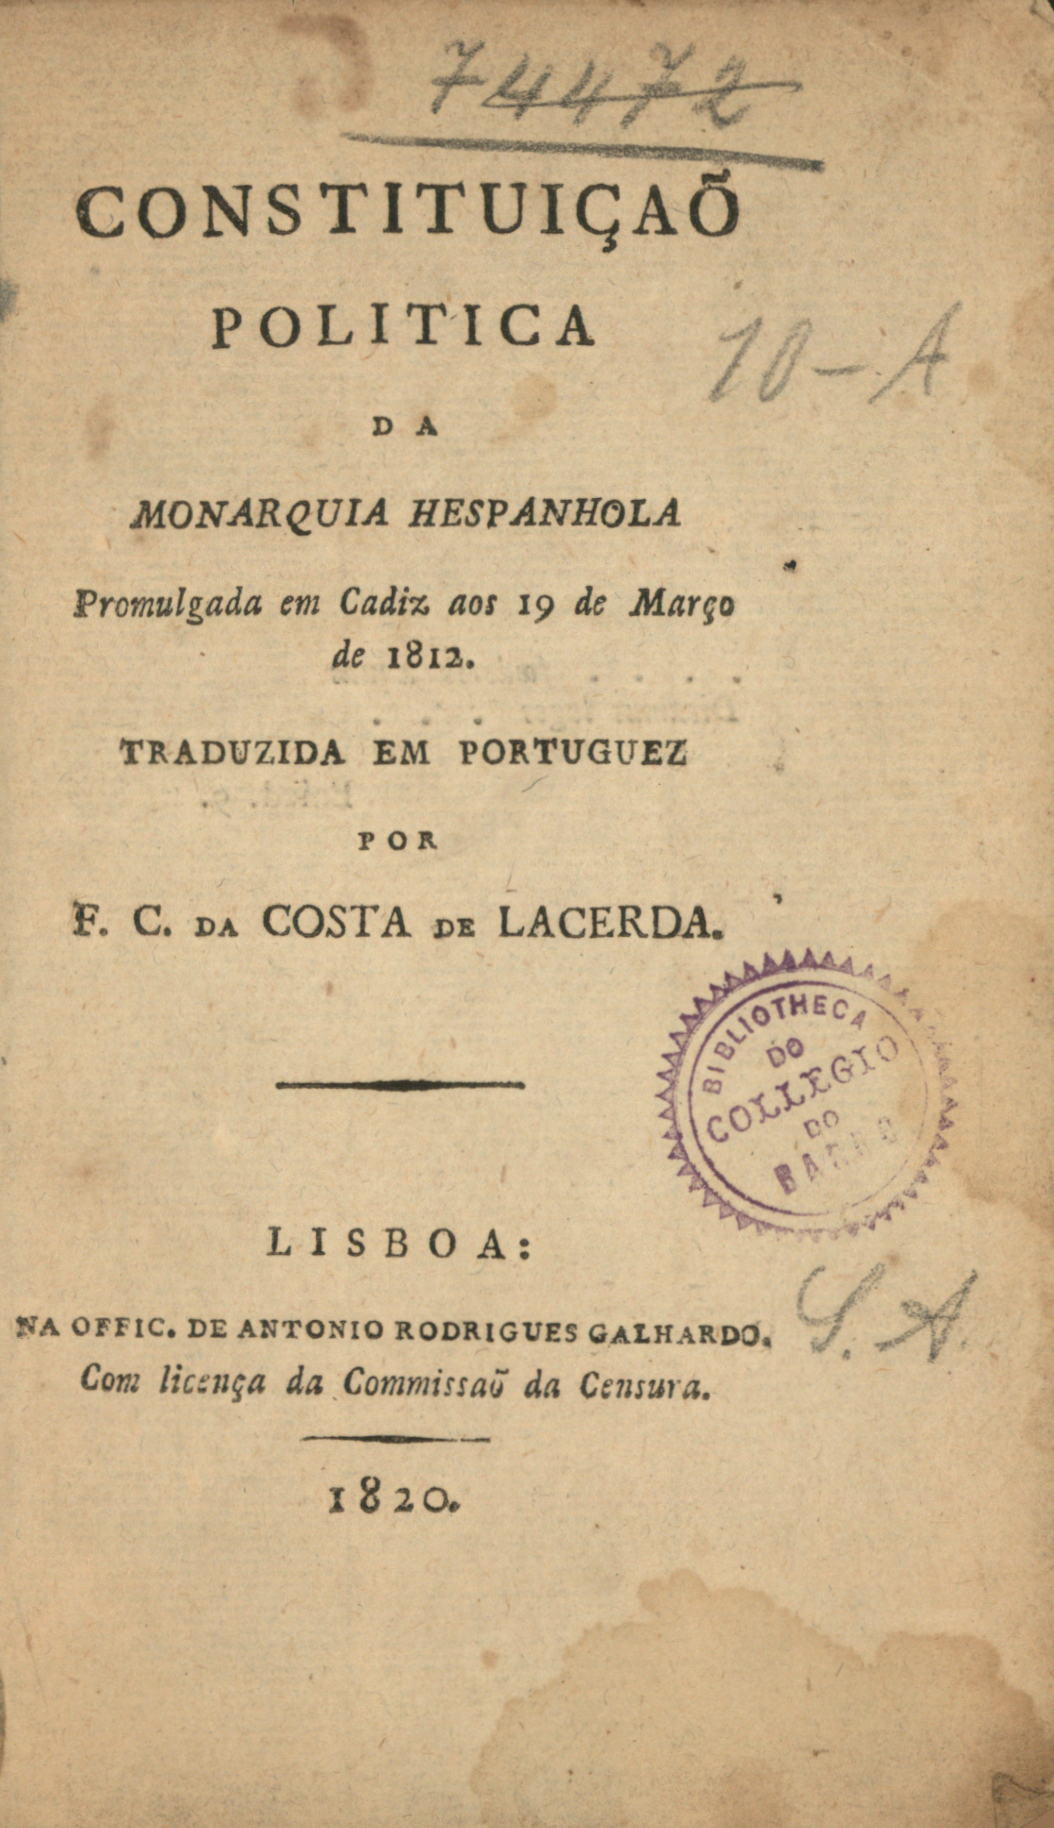 74472
CONSTITUIÇAÕ
POLITICA
10-A
DA
MONARQUIA HESPANHOLA
Promulgada em Cadiz aos 19 de Março
de 1812.
TRADUZIDA EM PORTUGUEZ
POR
F. C. DA COSTA DE LACERDA.
BIBLIOTHECA
DO
COLLEGIO
DO
LISBOA:
NA OFFIC. DE ANTONIO RODRIGUES GALHARDO.
S. A.
Com licença da Commissaõ da Censura.
1820.